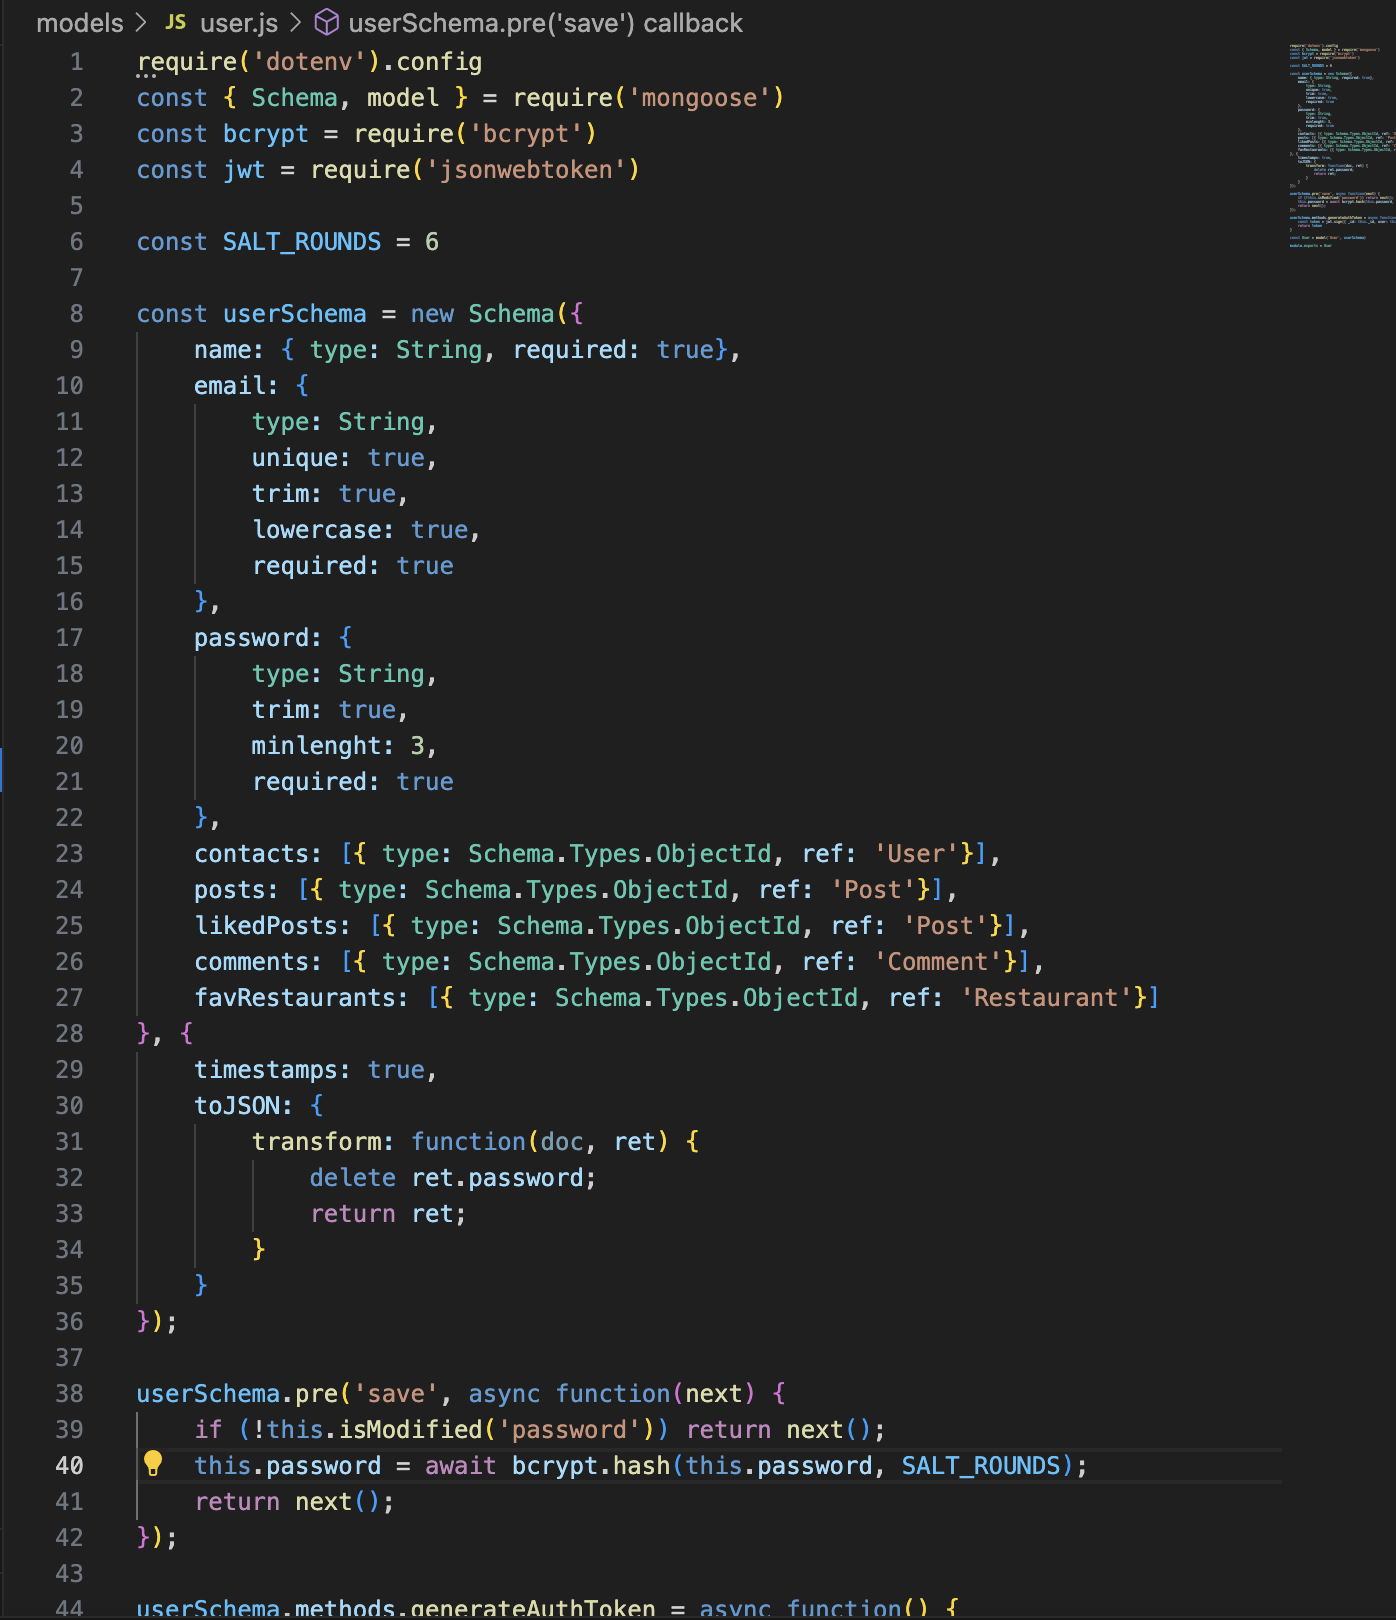 models > JS user.js > userSchema.pre('save') callback
1 require('dotenv').config
2 const { Schema, model } = require('mongoose')
3 const bcrypt = require('bcrypt')
4 const jwt = require('jsonwebtoken')
5
6 const SALT_ROUNDS = 6
7
8 const userSchema = new Schema({
9     name: { type: String, required: true},
10     email: {
11         type: String,
12         unique: true,
13         trim: true,
14         lowercase: true,
15         required: true
16     },
17     password: {
18         type: String,
19         trim: true,
20         minlenght: 3,
21         required: true
22     },
23     contacts: [{ type: Schema.Types.ObjectId, ref: 'User'}],
24     posts: [{ type: Schema.Types.ObjectId, ref: 'Post'}],
25     likedPosts: [{ type: Schema.Types.ObjectId, ref: 'Post'}],
26     comments: [{ type: Schema.Types.ObjectId, ref: 'Comment'}],
27     favRestaurants: [{ type: Schema.Types.ObjectId, ref: 'Restaurant'}]
28 }, {
29     timestamps: true,
30     toJSON: {
31         transform: function(doc, ret) {
32             delete ret.password;
33             return ret;
34         }
35     }
36 });
37
38 userSchema.pre('save', async function(next) {
39     if (!this.isModified('password')) return next();
40     this.password = await bcrypt.hash(this.password, SALT_ROUNDS);
41     return next();
42 });
43
44 userSchema.methods.generateAuthToken = async function() {